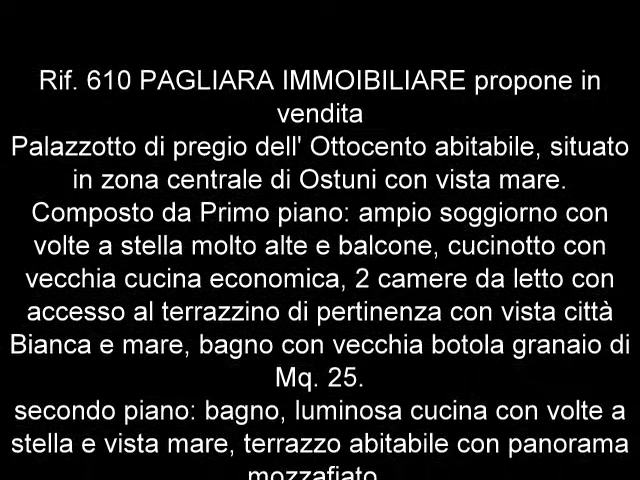 Rif. 610 PAGLIARA IMMOIBILIARE propone in
vendita
Palazzotto di pregio dell' Ottocento abitabile, situato
in zona centrale di Ostuni con vista mare.
Composto da Primo piano: ampio soggiorno con
volte a stella molto alte e balcone, cucinotto con
vecchia cucina economica, 2 camere da letto con
accesso al terrazzino di pertinenza con vista città
Bianca e mare, bagno con vecchia botola granaio di
Mq. 25.
secondo piano: bagno, luminosa cucina con volte a
stella e vista mare, terrazzo abitabile con panorama
mozzafiato